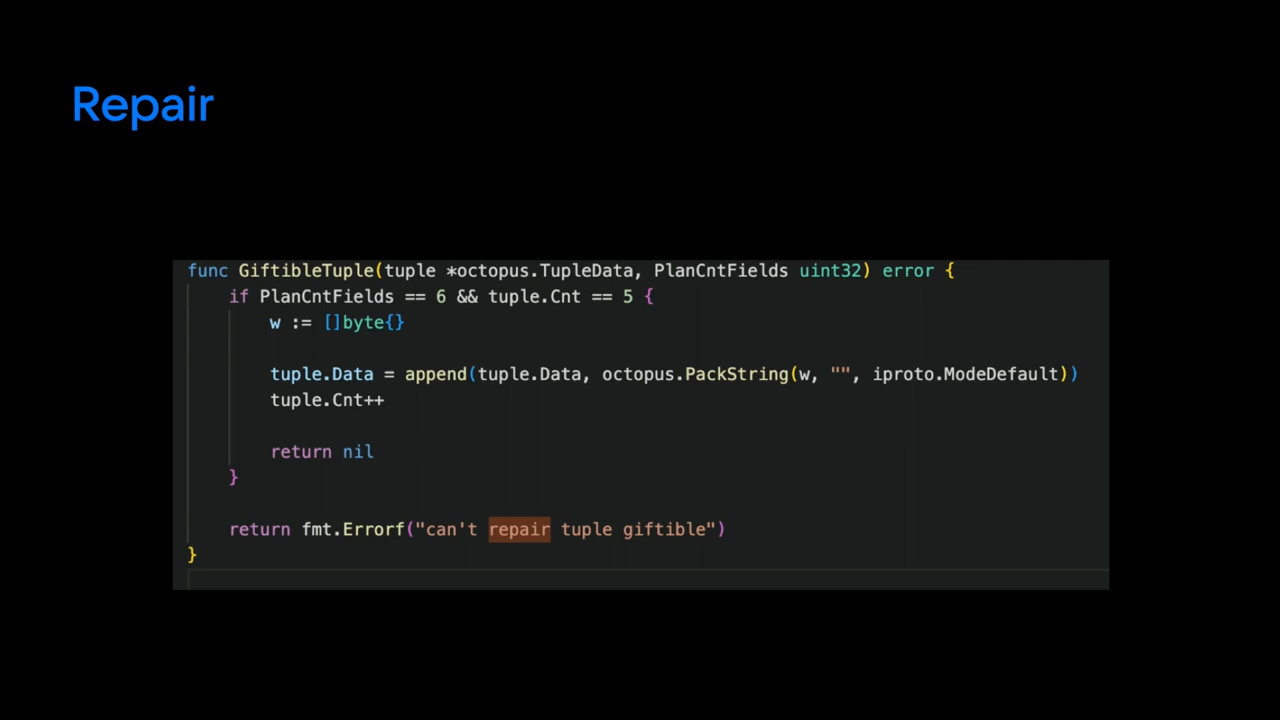 Repair
func GiftibleTuple(tuple *octopus.TupleData, PlanCntFields uint32) error {
if PlanCntFields == 6 && tuple.Cnt == 5 {
w := []byte{}
tuple.Data = append(tuple.Data, octopus.PackString(w, "", iproto.ModeDefault))
tuple.Cnt++
return nil
}
return fmt.Errorf("can't repair tuple giftible")
}